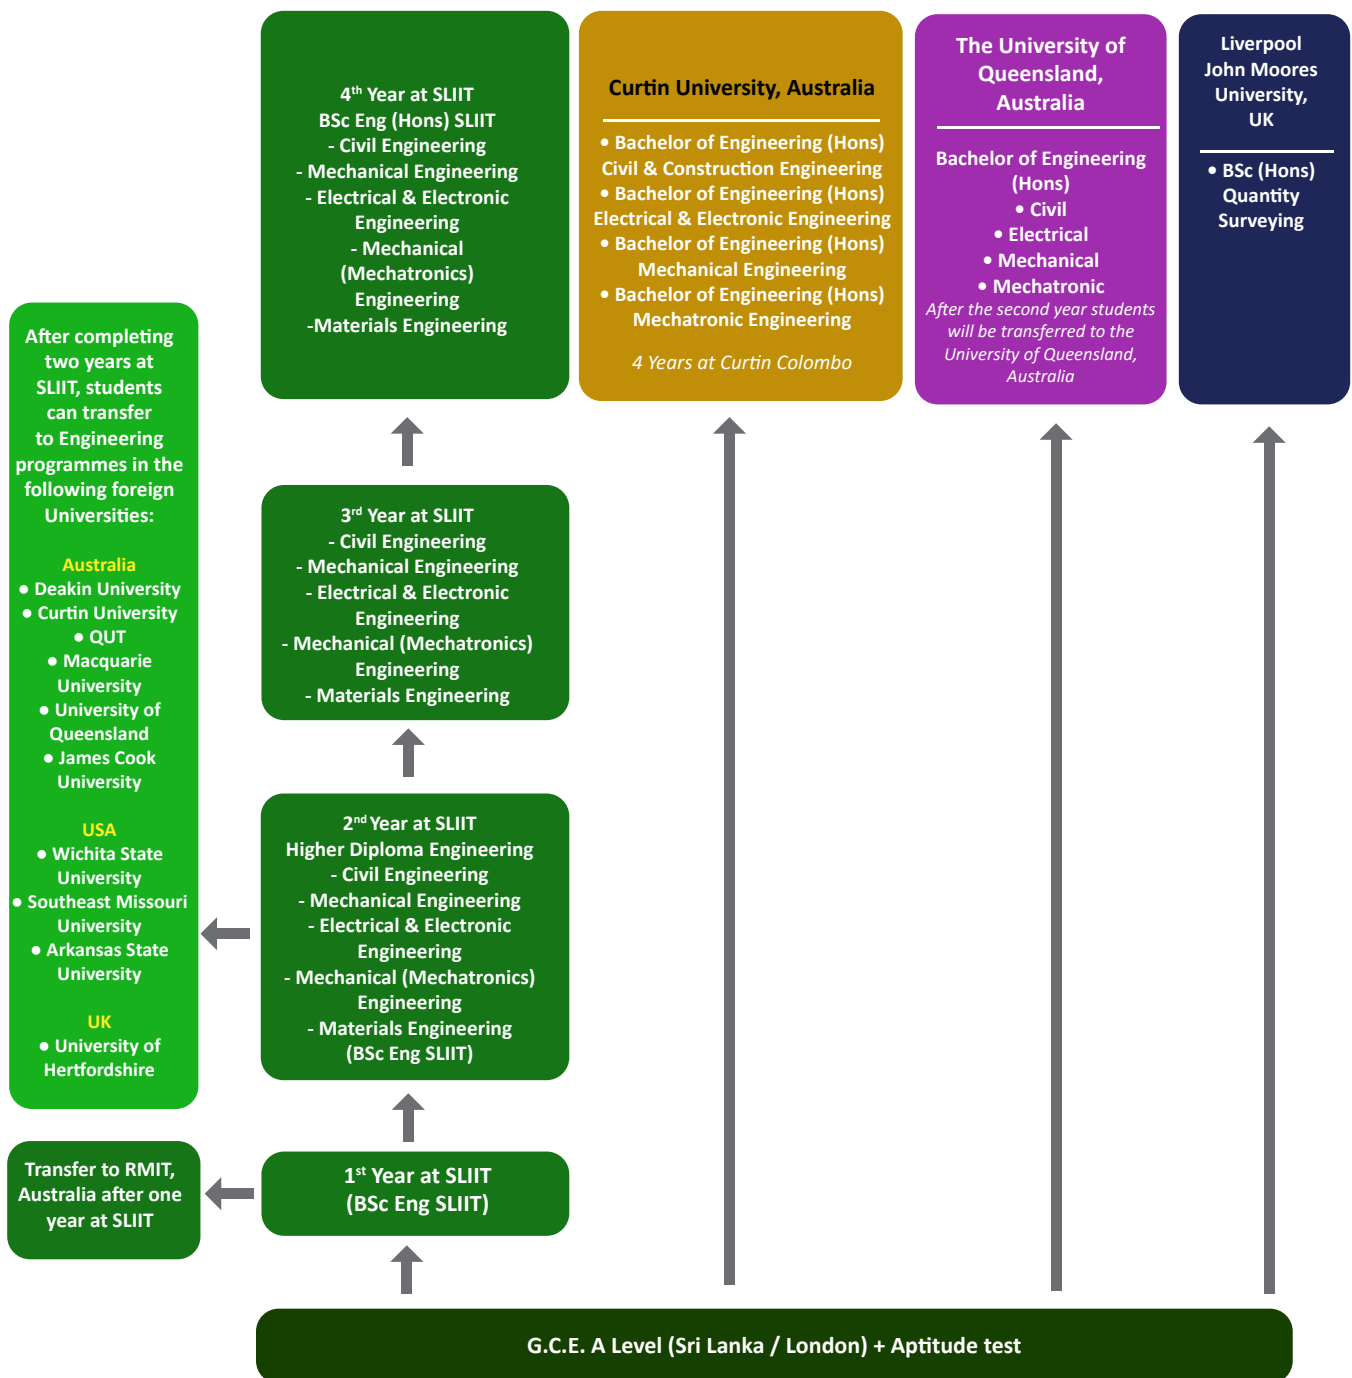 4th Year at SLIIT
BSc Eng (Hons) SLIIT
- Civil Engineering
- Mechanical Engineering
- Electrical & Electronic
Engineering
- Mechanical
(Mechatronics)
Engineering
-Materials Engineering
Curtin University, Australia
• Bachelor of Engineering (Hons)
Civil & Construction Engineering
• Bachelor of Engineering (Hons)
Electrical & Electronic Engineering
• Bachelor of Engineering (Hons)
Mechanical Engineering
• Bachelor of Engineering (Hons)
Mechatronic Engineering
4 Years at Curtin Colombo
The University of
Queensland,
Australia
Bachelor of Engineering
(Hons)
• Civil
• Electrical
• Mechanical
• Mechatronic
After the second year students
will be transferred to the
University of Queensland,
Australia
Liverpool
John Moores
University,
UK
• BSc (Hons)
Quantity
Surveying
After completing
two years at
SLIIT, students
can transfer
to Engineering
programmes in the
following foreign
Universities:
Australia
• Deakin University
• Curtin University
• QUT
• Macquarie
University
• University of
Queensland
• James Cook
University
USA
• Wichita State
University
• Southeast Missouri
University
• Arkansas State
University
UK
• University of
Hertfordshire
3rd Year at SLIIT
- Civil Engineering
- Mechanical Engineering
- Electrical & Electronic
Engineering
- Mechanical (Mechatronics)
Engineering
- Materials Engineering
2nd Year at SLIIT
Higher Diploma Engineering
- Civil Engineering
- Mechanical Engineering
- Electrical & Electronic
Engineering
- Mechanical (Mechatronics)
Engineering
- Materials Engineering
(BSc Eng SLIIT)
Transfer to RMIT,
Australia after one
year at SLIIT
1st Year at SLIIT
(BSc Eng SLIIT)
G.C.E. A Level (Sri Lanka / London) + Aptitude test